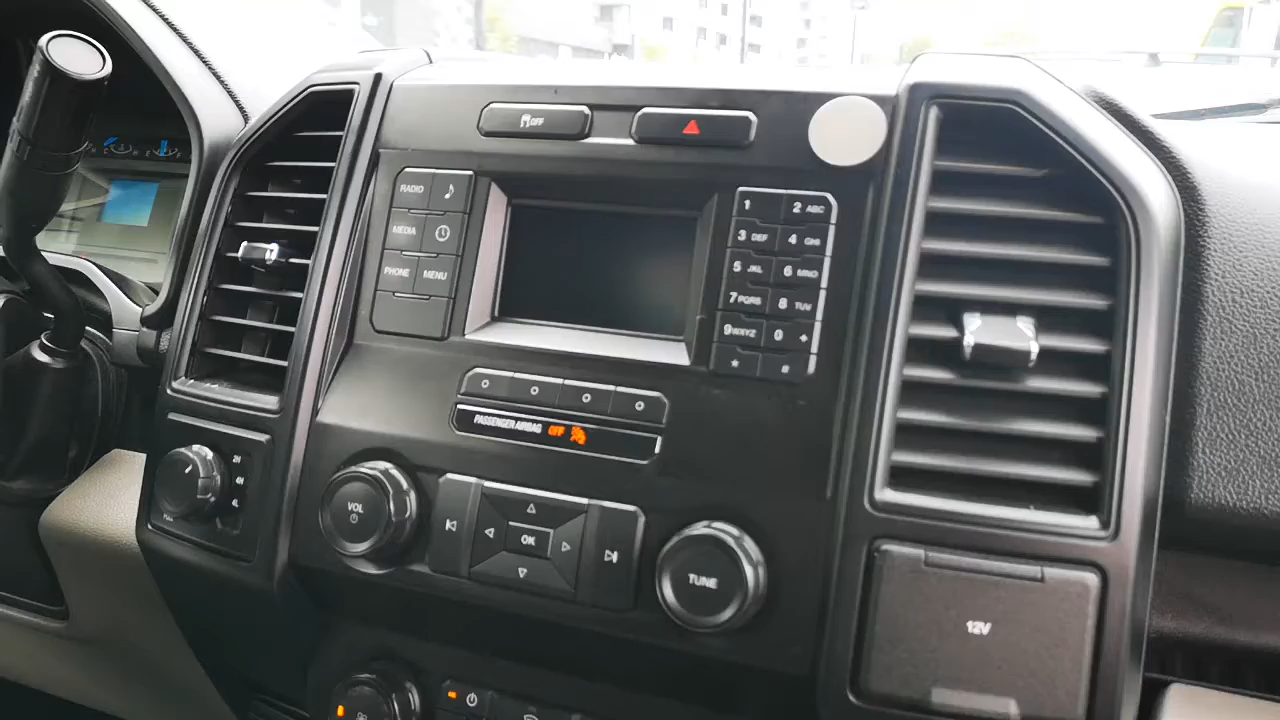 OFF
RADIO
MEDIA
PHONE MENU
1 2 ABC
3 DEF 4 GHI
5 JKL 6 MNO
7 PQRS 8 TUV
9 WXYZ 0 +
* #
PASSENGER AIRBAG OFF
2H
4H
4L
VOL
OK
TUNE
12V